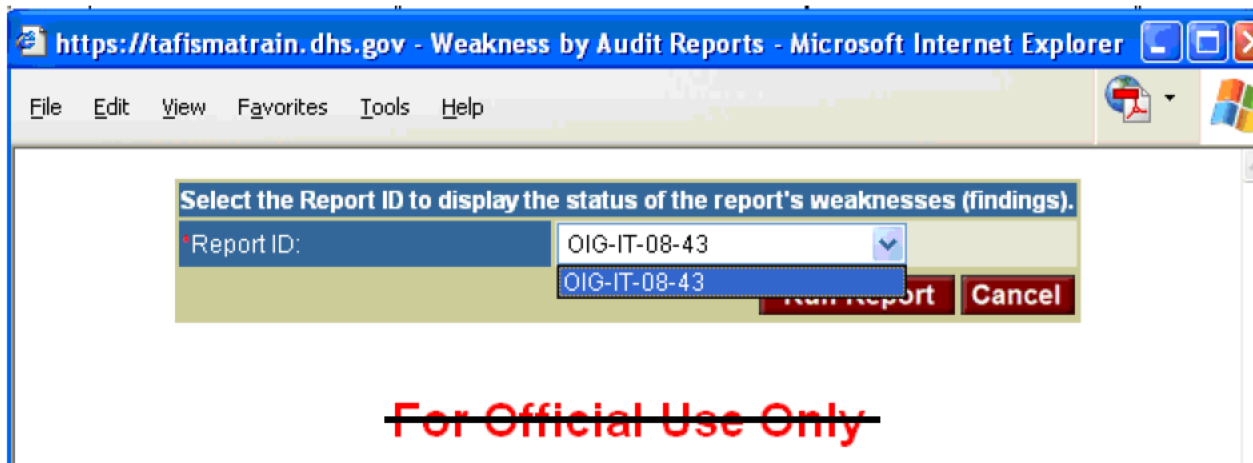 https://tafismatrain.dhs.gov - Weakness by Audit Reports - Microsoft Internet Explorer
File Edit View Favorites Tools Help
Select the Report ID to display the status of the report's weaknesses (findings).
*Report ID: OIG-IT-08-43
OIG-IT-08-43
Run Report Cancel
For Official Use Only